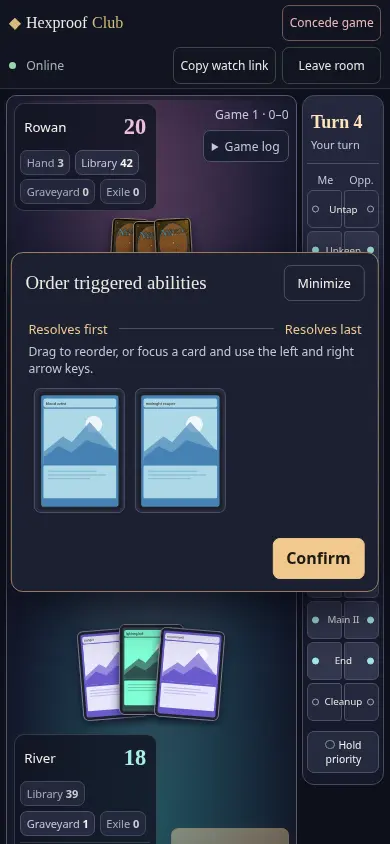 ◆ Hexproof Club
Concede game
Online
Copy watch link
Leave room
Rowan
20
Hand 3
Library 42
Graveyard 0
Exile 0
Game 1 · 0–0
▶ Game log
Turn 4
Your turn
Me
Opp.
Untap
Upkeep
Order triggered abilities
Minimize
Resolves first
Resolves last
Drag to reorder, or focus a card and use the left and right
arrow keys.
Confirm
Main II
End
Cleanup
Hold
priority
River
18
Library 39
Graveyard 1
Exile 0